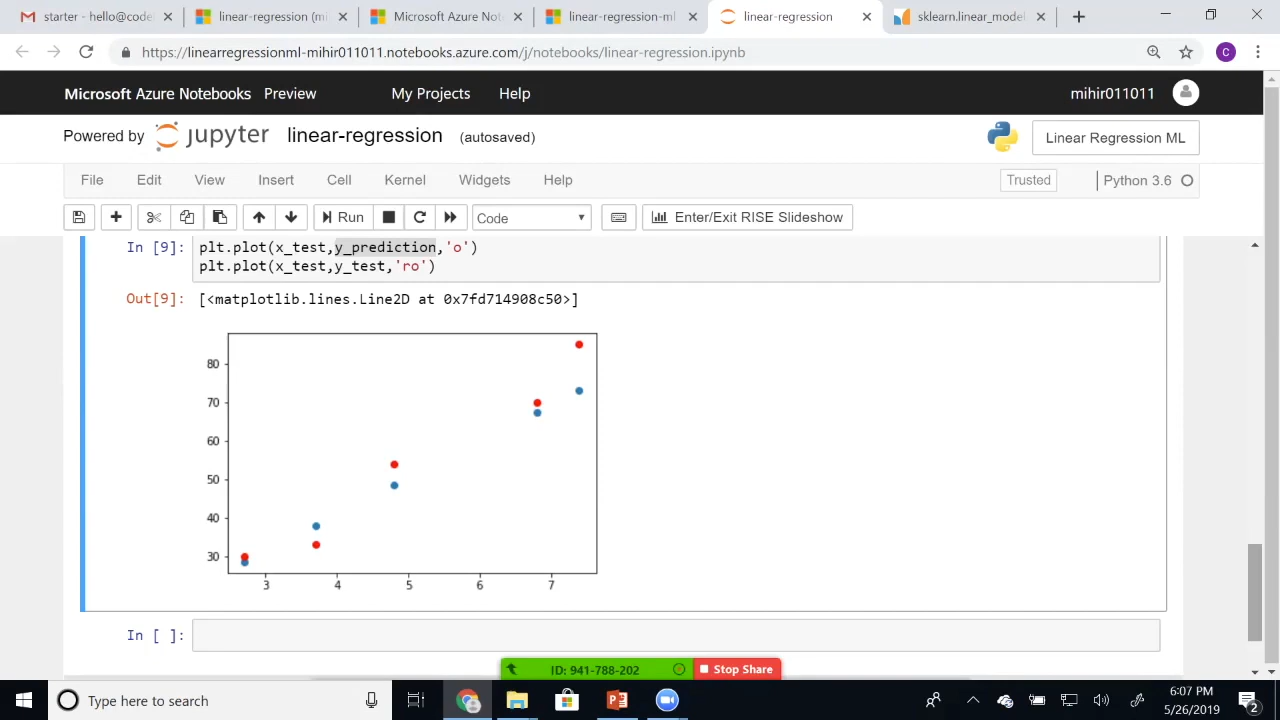 start - hello@code
linear-regression (mi
Microsoft Azure Not
linear-regression-ml
linear-regression
sklearn.linear_model
https://linearregressionml-mihir011011.notebooks.azure.com/j/notebooks/linear-regression.ipynb
C
Microsoft Azure Notebooks Preview My Projects Help mihir011011
Powered by jupyter linear-regression (autosaved) Linear Regression ML
File Edit View Insert Cell Kernel Widgets Help Trusted Python 3.6
Run Code Enter/Exit RISE Slideshow
In [9]: plt.plot(x_test,y_prediction,'o')
plt.plot(x_test,y_test,'ro')
Out[9]: [<matplotlib.lines.Line2D at 0x7fd714908c50>]
80
70
60
50
40
30
3 4 5 6 7
In [ ]:
ID: 941-788-202 Stop Share
Type here to search
6:07 PM
5/26/2019
2